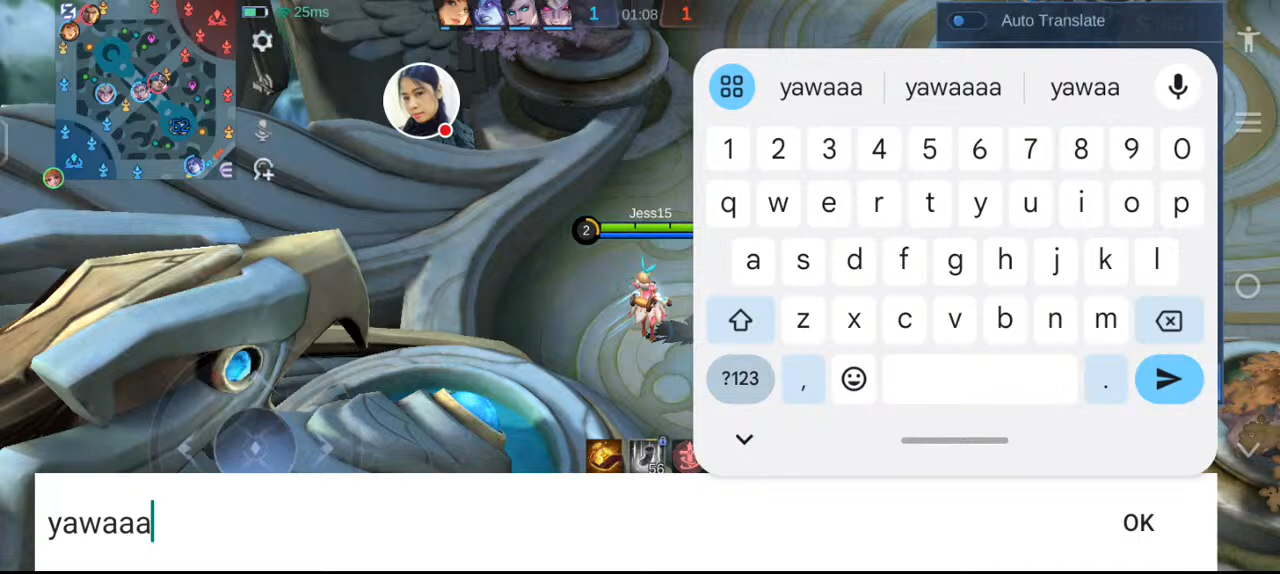 25ms
1 01:08 1
Auto Translate
yawaaa yawaaaa yawaa
1 2 3 4 5 6 7 8 9 0
q w e r t y u i o p
Jess15
2
a s d f g h j k l
z x c v b n m
?123 , .
56
yawaaa
OK